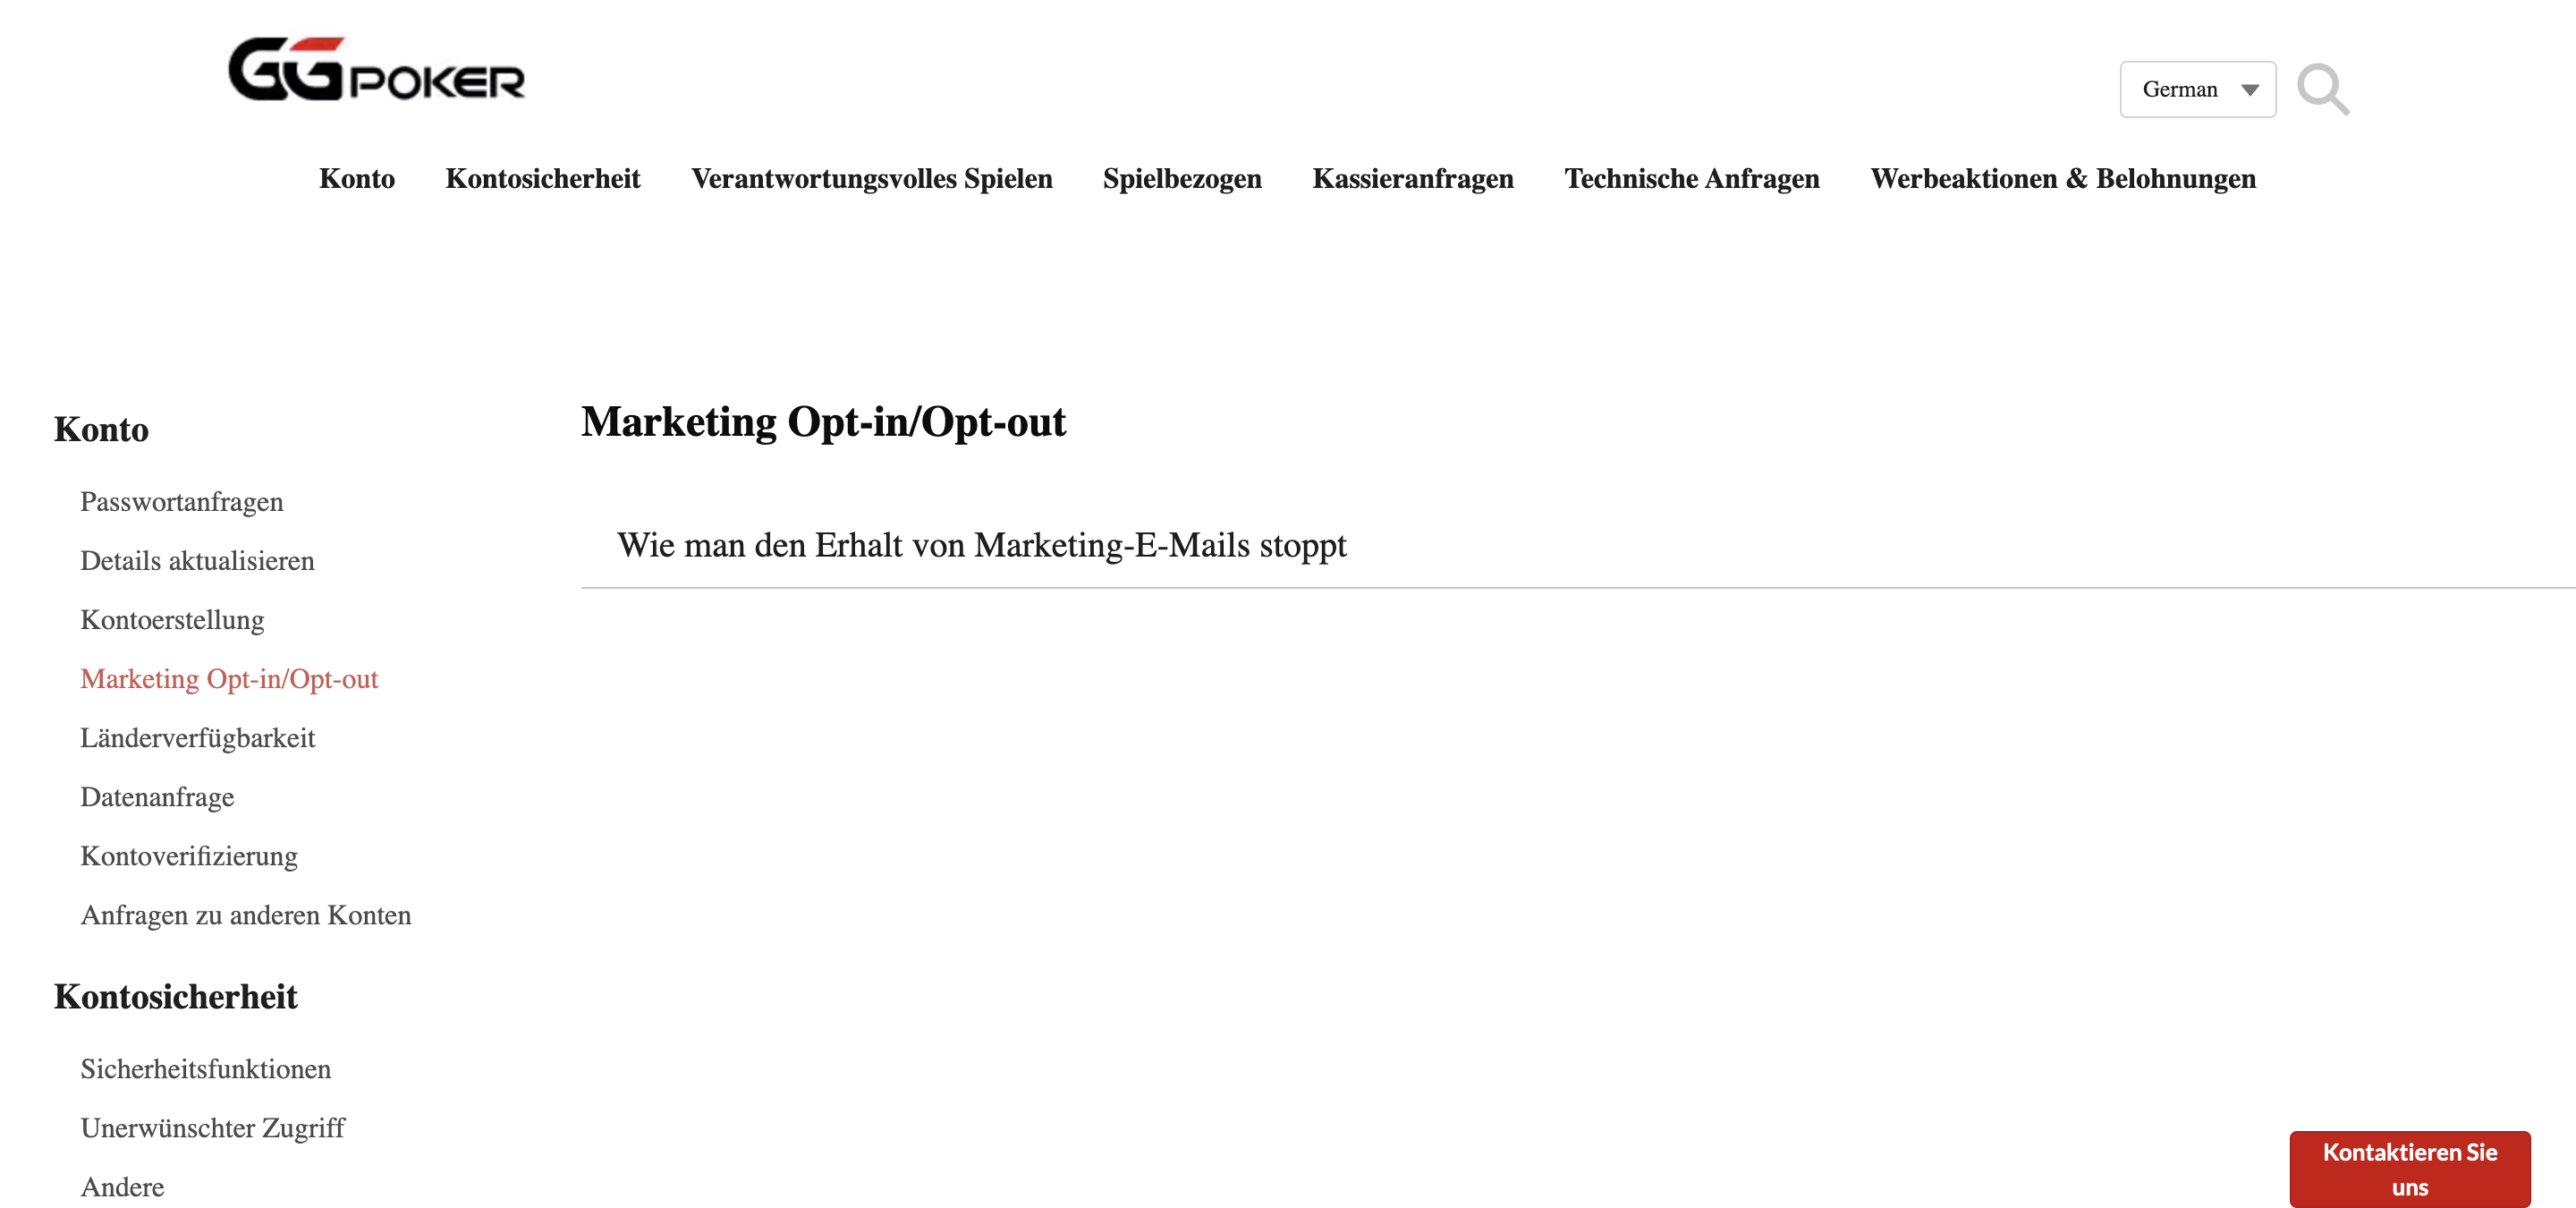 GGPOKER
German
Konto Kontosicherheit Verantwortungsvolles Spielen Spielbezogen Kassieranfragen Technische Anfragen Werbeaktionen & Belohnungen
Konto
Passwortanfragen
Details aktualisieren
Kontoerstellung
Marketing Opt-in/Opt-out
Länderverfügbarkeit
Datenanfrage
Kontoverifizierung
Anfragen zu anderen Konten
Kontosicherheit
Sicherheitsfunktionen
Unerwünschter Zugriff
Andere
Marketing Opt-in/Opt-out
Wie man den Erhalt von Marketing-E-Mails stoppt
Kontaktieren Sie
uns